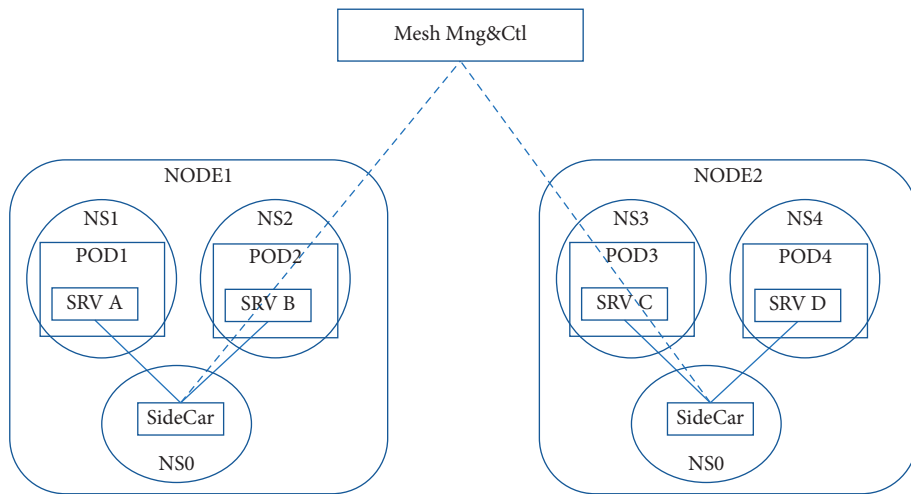 Mesh Mng&Ctl
NODE1
NS1
NS2
POD1
POD2
SRV A
SRV B
SideCar
NS0
NODE2
NS3
NS4
POD3
POD4
SRV C
SRV D
SideCar
NS0